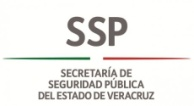 SSP
SECRETARÍA DE
SEGURIDAD PÚBLICA
DEL ESTADO DE VERACRUZ